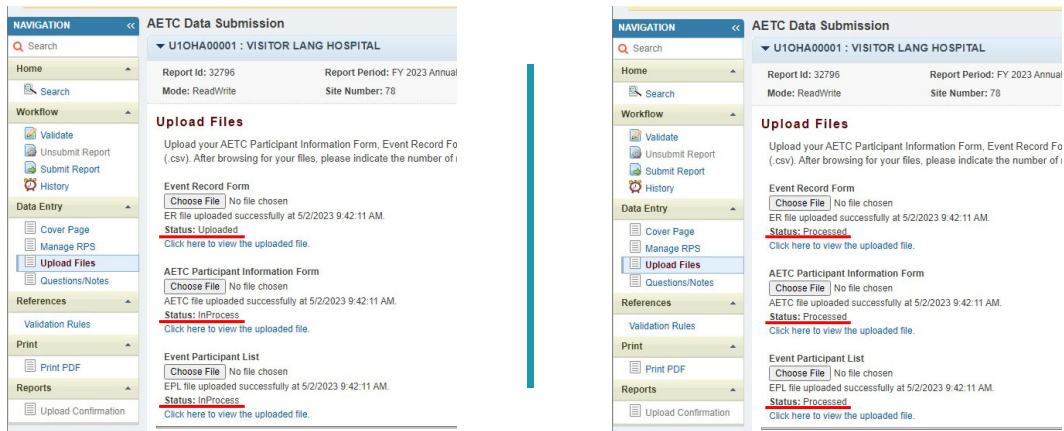 NAVIGATION «
Search
Home
Search
Workflow
Validate
Unsubmit Report
Submit Report
History
Data Entry
Cover Page
Manage RPS
Upload Files
Questions/Notes
References
Validation Rules
Print
Print PDF
Reports
Upload Confirmation
AETC Data Submission
U1OHA00001 : VISITOR LANG HOSPITAL
Report Id: 32796 Report Period: FY 2023 Annual
Mode: ReadWrite Site Number: 78
Upload Files
Upload your AETC Participant Information Form, Event Record Fo
(.csv). After browsing for your files, please indicate the number of
Event Record Form
Choose File No file chosen
ER file uploaded successfully at 5/2/2023 9:42:11 AM.
Status: Uploaded
Click here to view the uploaded file.
AETC Participant Information Form
Choose File No file chosen
AETC file uploaded successfully at 5/2/2023 9:42:11 AM.
Status: InProcess
Click here to view the uploaded file.
Event Participant List
Choose File No file chosen
EPL file uploaded successfully at 5/2/2023 9:42:11 AM.
Status: InProcess
Click here to view the uploaded file.
NAVIGATION «
Search
Home
Search
Workflow
Validate
Unsubmit Report
Submit Report
History
Data Entry
Cover Page
Manage RPS
Upload Files
Questions/Notes
References
Validation Rules
Print
Print PDF
Reports
Upload Confirmation
AETC Data Submission
U1OHA00001 : VISITOR LANG HOSPITAL
Report Id: 32796 Report Period: FY 2023 Annual
Mode: ReadWrite Site Number: 78
Upload Files
Upload your AETC Participant Information Form, Event Record Fo
(.csv). After browsing for your files, please indicate the number of
Event Record Form
Choose File No file chosen
ER file uploaded successfully at 5/2/2023 9:42:11 AM.
Status: Processed
Click here to view the uploaded file.
AETC Participant Information Form
Choose File No file chosen
AETC file uploaded successfully at 5/2/2023 9:42:11 AM.
Status: Processed
Click here to view the uploaded file.
Event Participant List
Choose File No file chosen
EPL file uploaded successfully at 5/2/2023 9:42:11 AM.
Status: Processed
Click here to view the uploaded file.